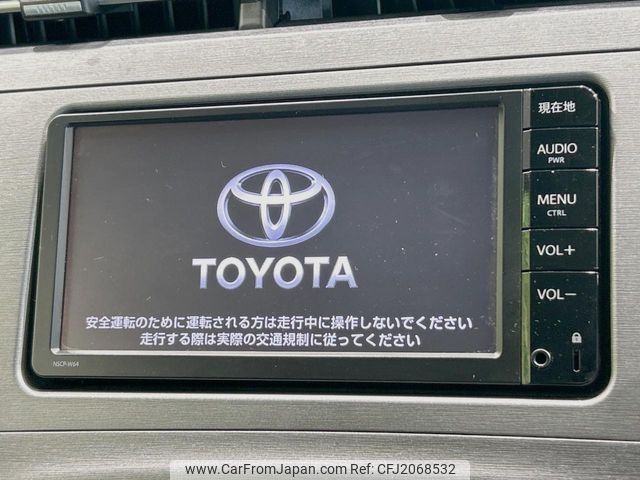 現在地
AUDIO
PWR
MENU
CTRL
VOL+
VOL−
TOYOTA
安全運転のために運転される方は走行中に操作しないでください
走行する際は実際の交通規制に従ってください
NSCP-W64
www.CarFromJapan.com | Ref No. CFJ2068532